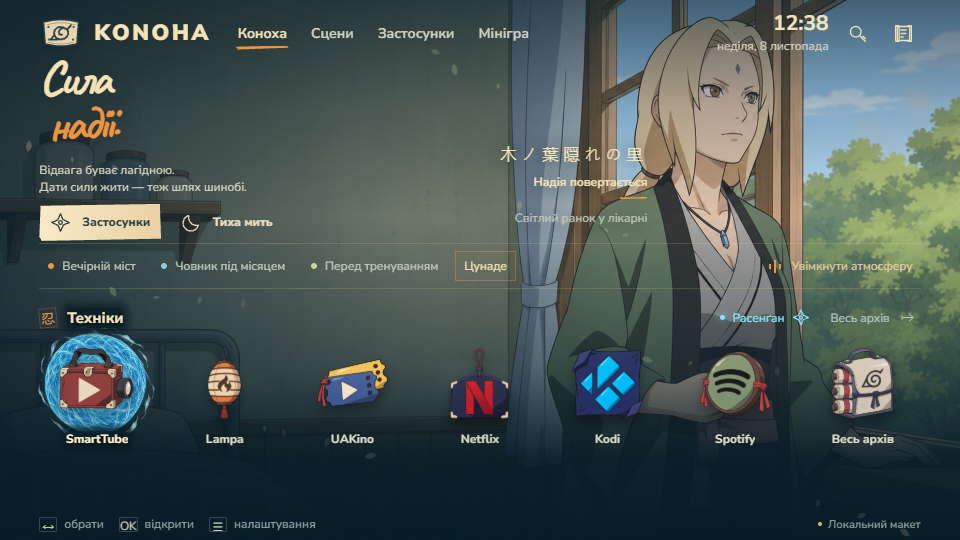 KONOHA
Коноха
Сцени
Застосунки
Мінігра
12:38
неділя, 8 листопада
Сила
надії.
木ノ葉隠れの里
Надія повертається
Світлий ранок у лікарні
Відвага буває лагідною.
Дати сили жити — теж шлях шинобі.
Застосунки
Тиха мить
Вечірній міст
Човник під місяцем
Перед тренуванням
Цунаде
Увімкнути атмосферу
忍 Техніки
Расенґан
Весь архів →
SmartTube
Lampa
UAKino
Netflix
Kodi
Spotify
Весь архів
↔ обрати
OK відкрити
☰ налаштування
Локальний макет